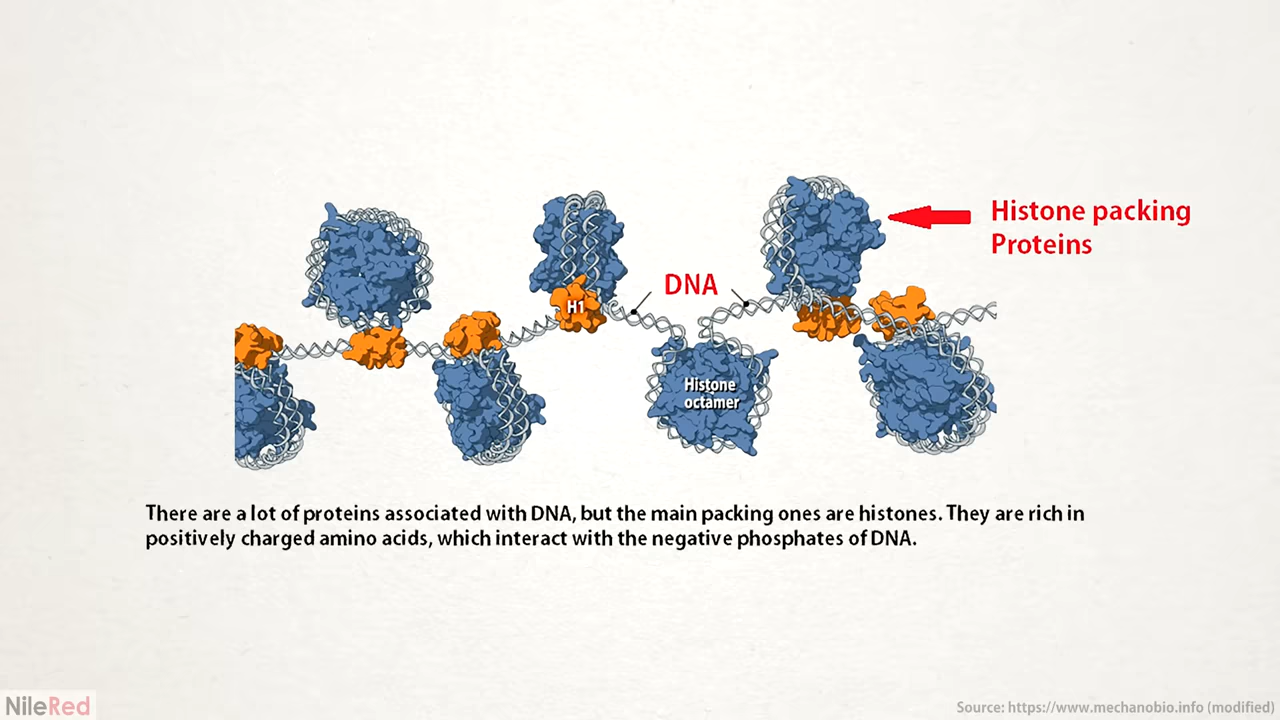 Histone packing
Proteins
DNA
H1
Histone
octamer
There are a lot of proteins associated with DNA, but the main packing ones are histones. They are rich in
positively charged amino acids, which interact with the negative phosphates of DNA.
NileRed
Source: https://www.mechanobio.info (modified)